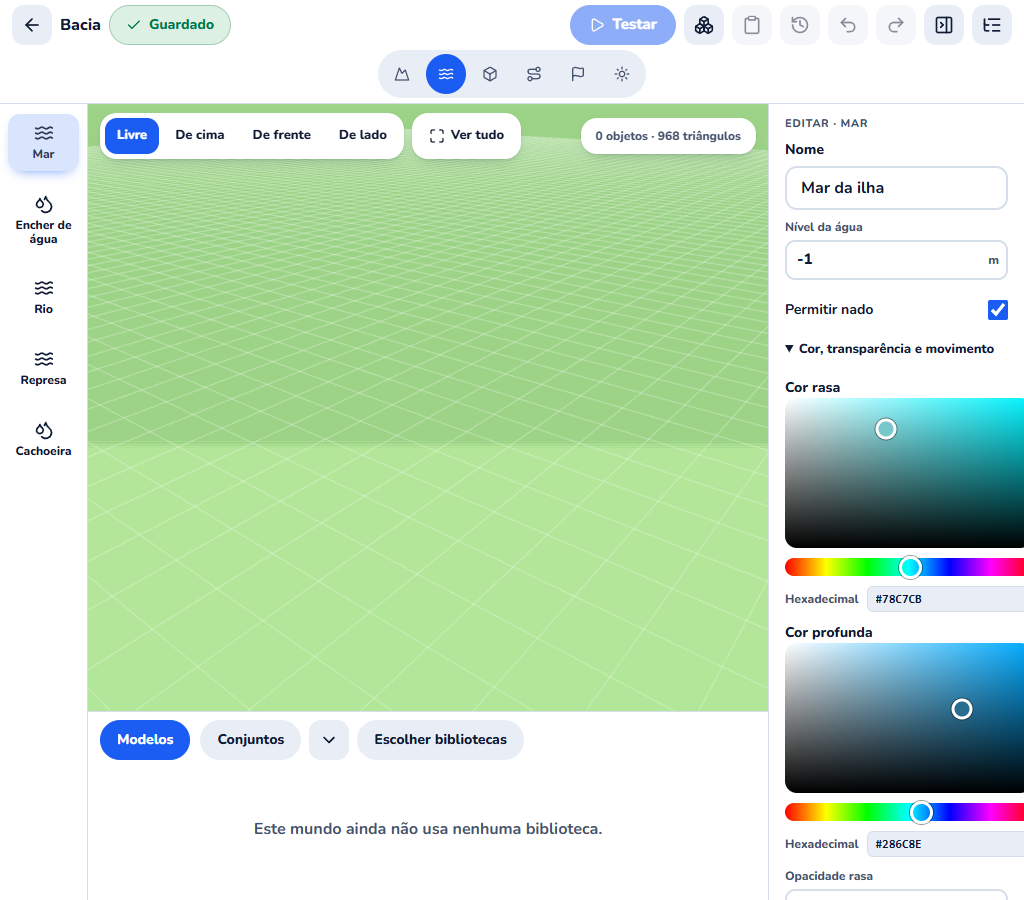 Bacia
Guardado
Testar
Mar
Encher de
água
Rio
Represa
Cachoeira
Livre
De cima
De frente
De lado
Ver tudo
0 objetos · 968 triângulos
EDITAR · MAR
Nome
Mar da ilha
Nível da água
-1
m
Permitir nado
Cor, transparência e movimento
Cor rasa
Hexadecimal
#78C7CB
Cor profunda
Hexadecimal
#286C8E
Opacidade rasa
Modelos
Conjuntos
Escolher bibliotecas
Este mundo ainda não usa nenhuma biblioteca.